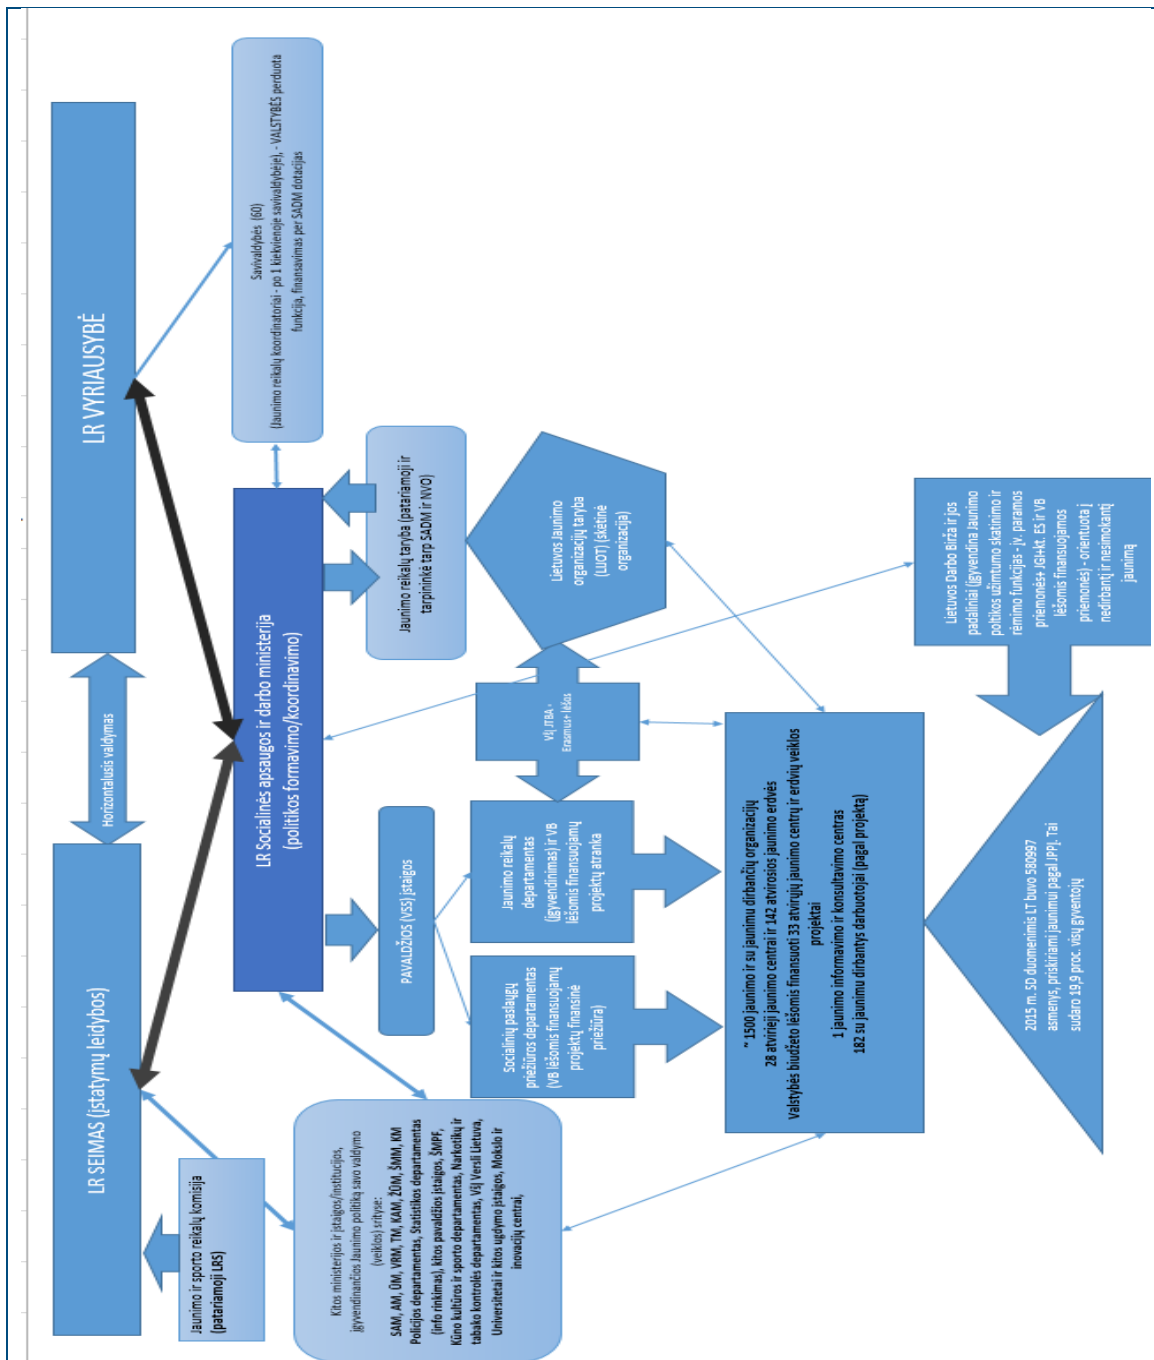 LR SEIMAS (įstatymų leidybos)
Horizontalusis valdymas
LR VYRIAUSYBĖ
Jaunimo ir sporto reikalų komisija
(patariamoji LRS)
LR Socialinės apsaugos ir darbo ministerija
(politikos formavimo/koordinavimo)
Savivaldybės (60)
(Jaunimo reikalų koordinatoriai - po 1 kiekvienoje savivaldybėje), - VALSTYBĖS perduota
funkcija, finansavimas per SADM dotacijas
Kitos ministerijos ir įstaigos/institucijos,
įgyvendinančios Jaunimo politiką savo valdymo
(veiklos) srityse:
SAM, AM, ŪM, VRM, TM, KAM, ŽŪM, ŠMM, KM
Policijos departamentas, Statistikos departamentas
(info rinkimas), kitos pavaldžios įstaigos, ŠMPF,
Kūno kultūros ir sporto departamentas, Narkotikų ir
tabako kontrolės departamentas, VšĮ Versli Lietuva,
Universitetai ir kitos ugdymo įstaigos, Mokslo ir
inovacijų centrai,
PAVALDŽIOS (VSS) įstaigos
Jaunimo reikalų taryba (patariamoji ir
tarpininkė tarp SADM ir NVO)
Socialinių paslaugų
priežiūros departamentas
(VB lėšomis finansuojamų
projektų finansinė
priežiūra)
Jaunimo reikalų
departamentas
(įgyvendinimas) ir VB
lėšomis finansuojamų
projektų atranka
VšĮ JTBA -
Erasmus+ lėšos
Lietuvos Jaunimo
organizacijų taryba
(LIJOT) (skėtinė
organizacija)
~ 1500 jaunimo ir su jaunimu dirbančių organizacijų
28 atvirieji jaunimo centrai ir 142 atvirosios jaunimo erdvės
Valstybės biudžeto lėšomis finansuoti 33 atvirųjų jaunimo centrų ir erdvių veiklos
projektai
1 jaunimo informavimo ir konsultavimo centras
182 su jaunimu dirbantys darbuotojai (pagal projektą)
Lietuvos Darbo Birža ir jos
padaliniai (įgyvendina Jaunimo
poltikos užimtumo skatinimo ir
rėmimo funkcijas - įv. paramos
priemonės+ JGI+kt. ES ir VB
lėšomis finansuojamos
priemonės) - orientuota į
nedirbantį ir nesimokantį
jaunimą
2015 m. SD duomenimis LT buvo 580997
asmenys, priskiriami jaunimui pagal JPPĮ. Tai
sudaro 19,9 proc. visų gyventojų